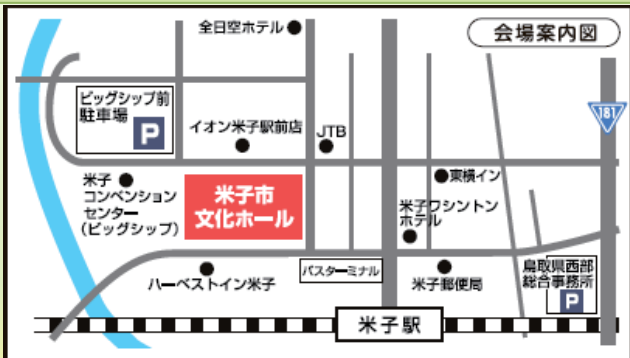 全日空ホテル
会場案内図
ビッグシップ前
駐車場
P
イオン米子駅前店
JTB
181
米子
コンベンション
センター
(ビッグシップ)
米子市
文化ホール
東横イン
米子ワシントン
ホテル
ハーベストイン米子
バスターミナル
米子郵便局
鳥取県西部
総合事務所
P
米子駅